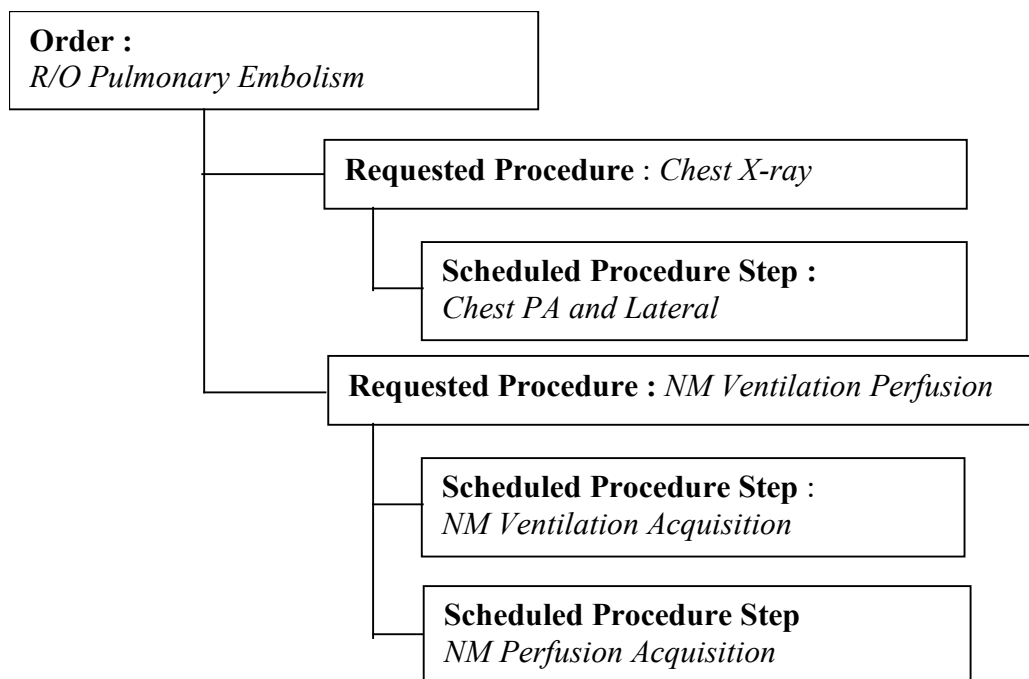 Order :
R/O Pulmonary Embolism
Requested Procedure : Chest X-ray
Scheduled Procedure Step :
Chest PA and Lateral
Requested Procedure : NM Ventilation Perfusion
Scheduled Procedure Step :
NM Ventilation Acquisition
Scheduled Procedure Step
NM Perfusion Acquisition